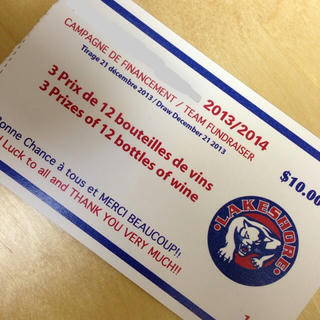 2013/2014
CAMPAGNE DE FINANCEMENT / TEAM FUNDRAISER
Tirage 21 décembre 2013 / Draw December 21 2013
3 Prix de 12 bouteilles de vins
3 Prizes of 12 bottles of wine
$10.00
Bonne Chance à tous et MERCI BEAUCOUP!!
Luck to all and THANK YOU VERY MUCH!!
LAKESHORE